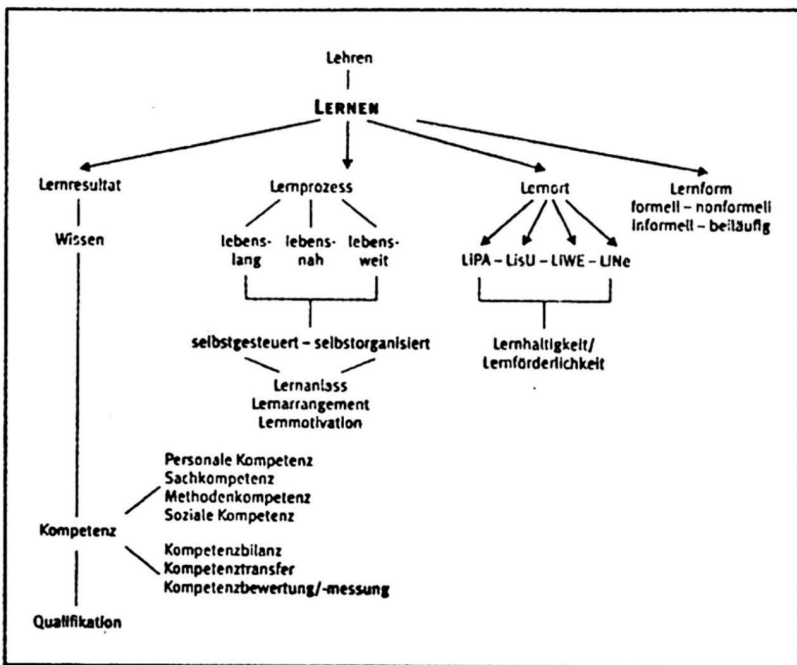 Lehren
LERNEN
Lernresultat
Wissen
Lernprozess
lebens-
lang
lebens-
nah
lebens-
weit
selbstgesteuert – selbstorganisiert
Lernanlass
Lernarrangement
Lernmotivation
Lernort
LiPA – LisU – LiWE – LiNe
Lernhaltigkeit/
Lernförderlichkeit
Lernform
formell – nonformell
informell – beiläufig
Kompetenz
Personale Kompetenz
Sachkompetenz
Methodenkompetenz
Soziale Kompetenz
Kompetenzbilanz
Kompetenztransfer
Kompetenzbewertung/-messung
Qualifikation